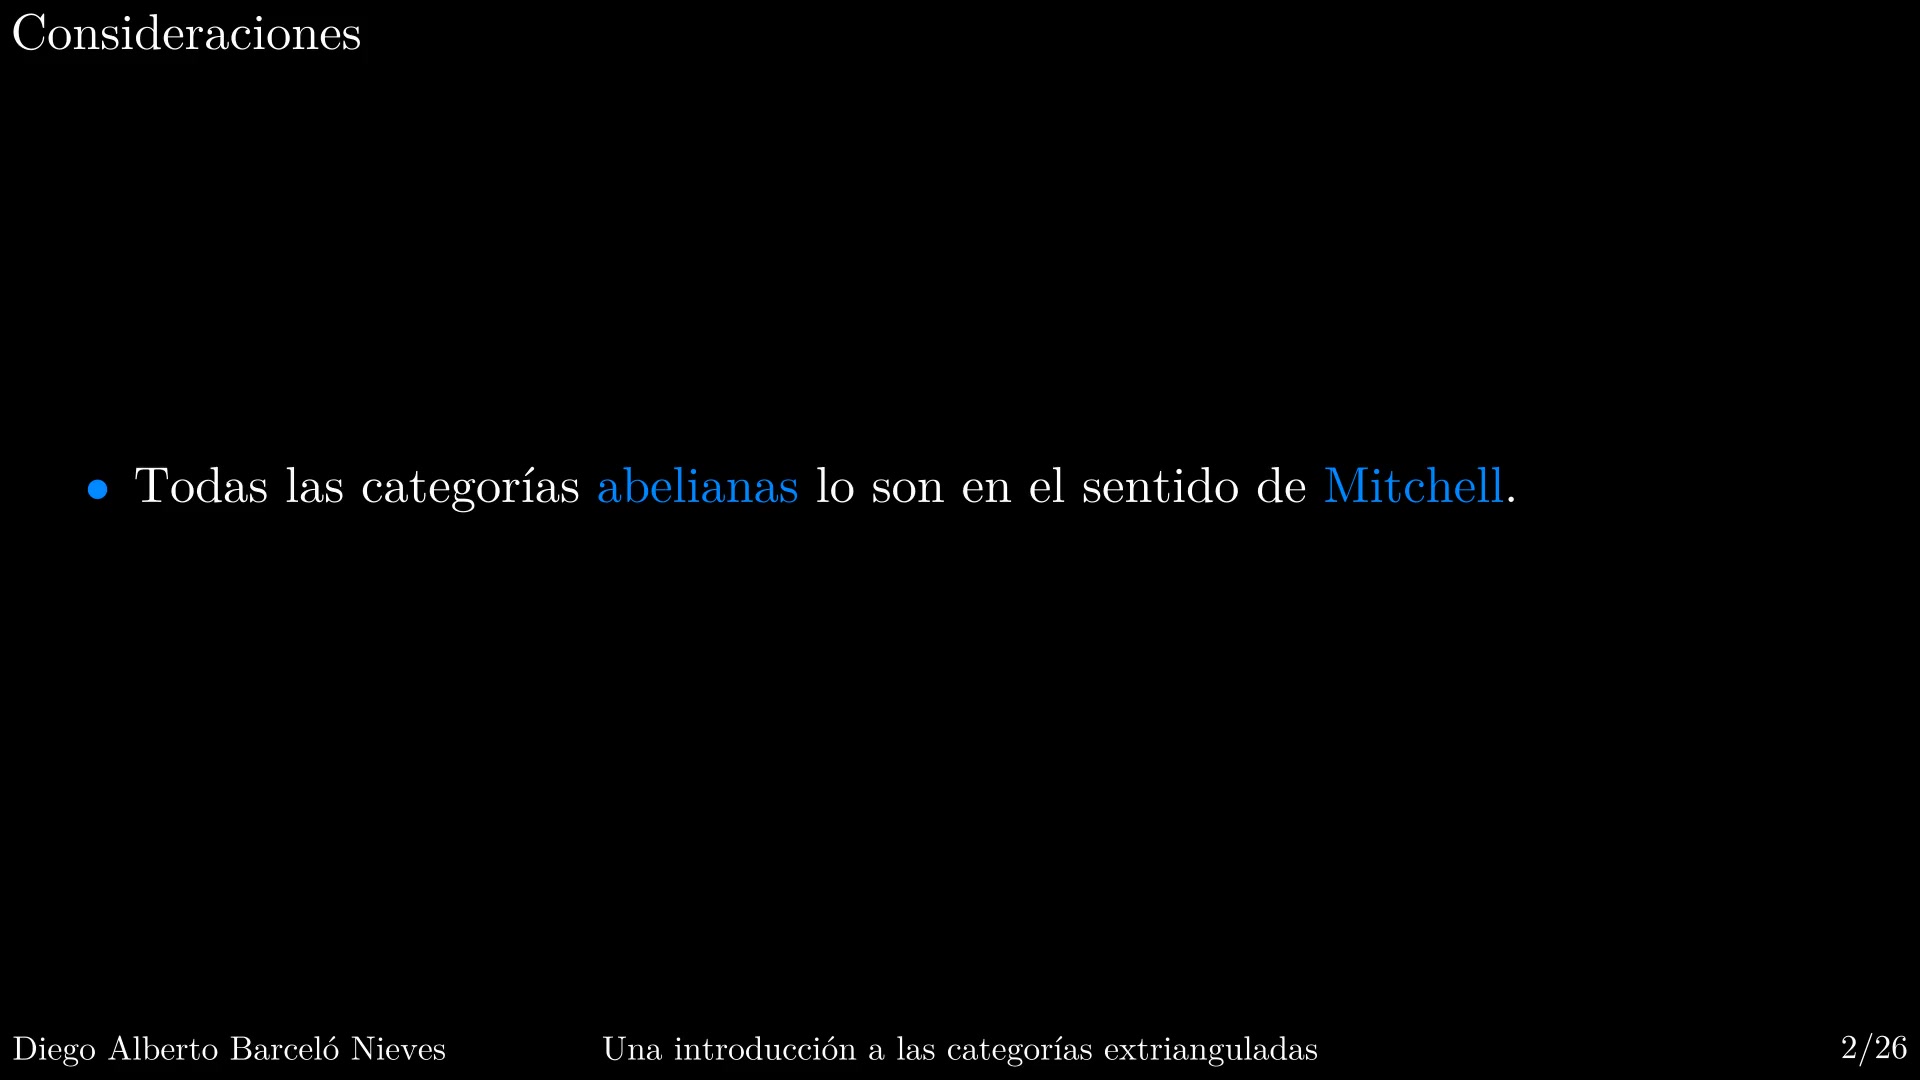 Consideraciones
• Todas las categorías abelianas lo son en el sentido de Mitchell.
Diego Alberto Barceló Nieves
Una introducción a las categorías extrianguladas
2/26